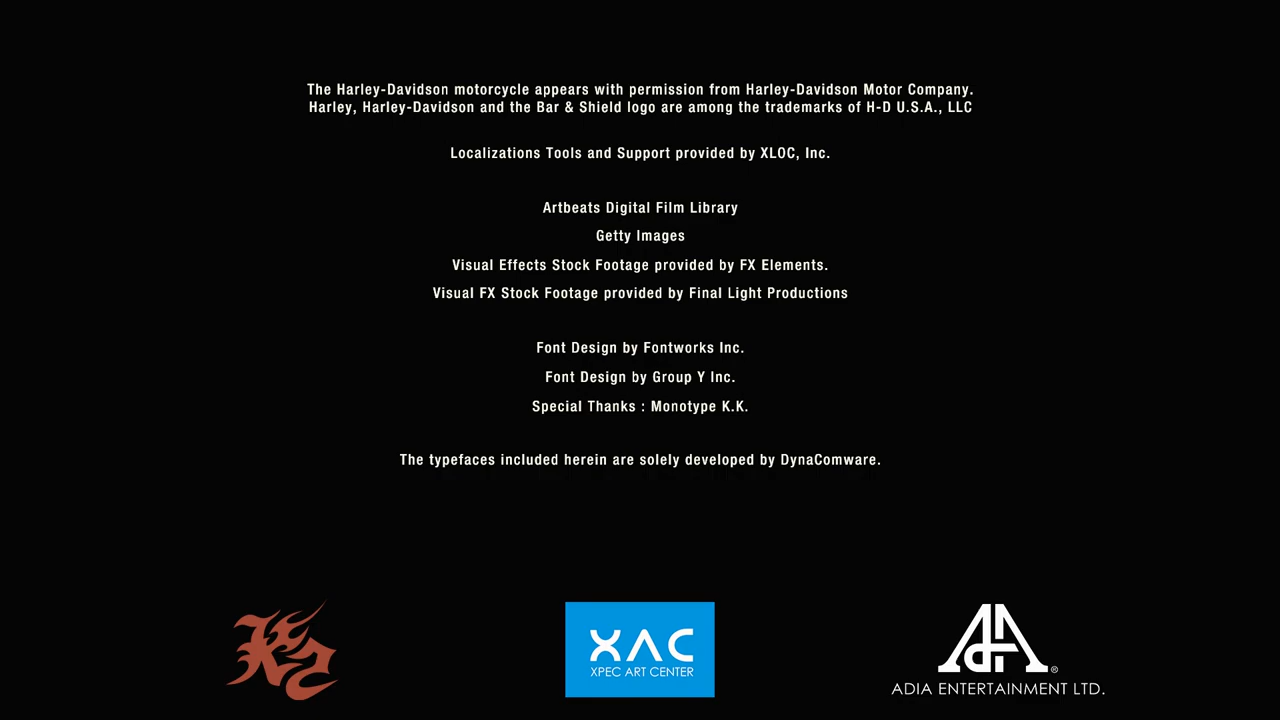 The Harley-Davidson motorcycle appears with permission from Harley-Davidson Motor Company.
Harley, Harley-Davidson and the Bar & Shield logo are among the trademarks of H-D U.S.A., LLC
Localizations Tools and Support provided by XLOC, Inc.
Artbeats Digital Film Library
Getty Images
Visual Effects Stock Footage provided by FX Elements.
Visual FX Stock Footage provided by Final Light Productions
Font Design by Fontworks Inc.
Font Design by Group Y Inc.
Special Thanks : Monotype K.K.
The typefaces included herein are solely developed by DynaComware.
XAC
XPEC ART CENTER
®
ADIA ENTERTAINMENT LTD.